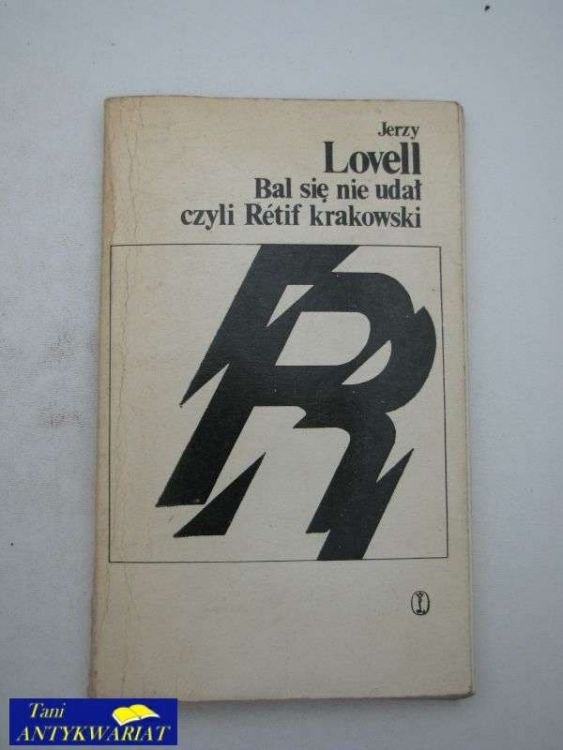 Jerzy
Lovell
Bal się nie udał
czyli Rétif krakowski
R
Tani
ANTYKWARIAT